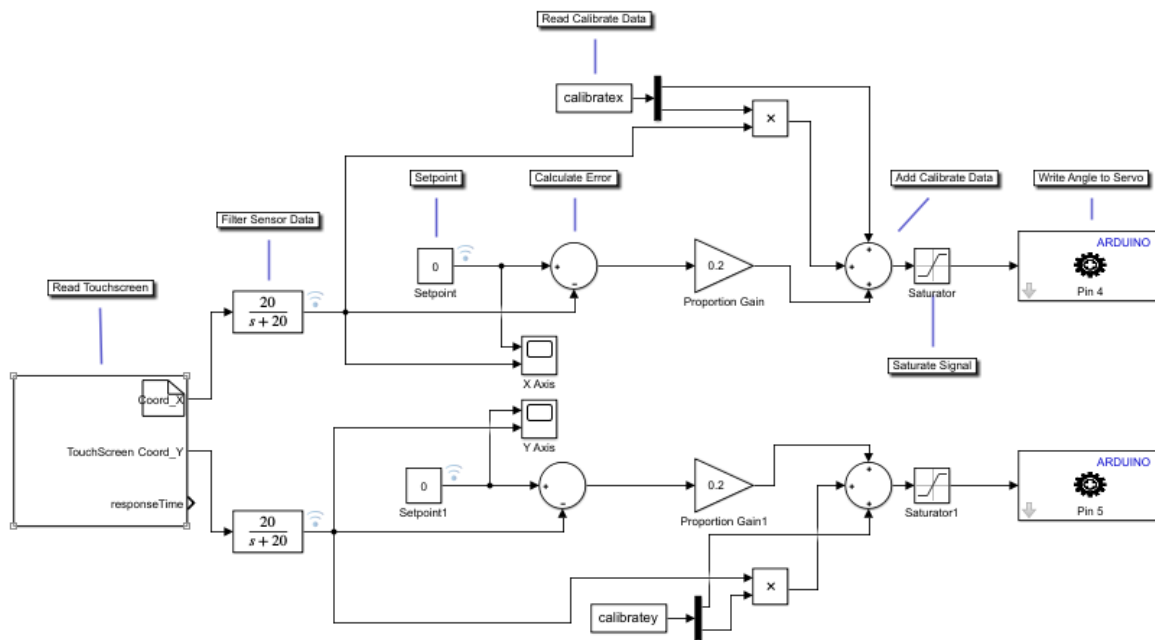 Read Calibrate Data
calibratex
×
Setpoint
Calculate Error
Add Calibrate Data
Write Angle to Servo
Filter Sensor Data
ARDUINO
0
+
-
0.2
+
+
+
Pin 4
Setpoint
Proportion Gain
Saturator
Read Touchscreen
20
s + 20
X Axis
Saturate Signal
Coord_X
Y Axis
TouchScreen Coord_Y
ARDUINO
0
+
-
0.2
+
+
+
Pin 5
responseTime
Setpoint1
Proportion Gain1
Saturator1
20
s + 20
×
calibratey